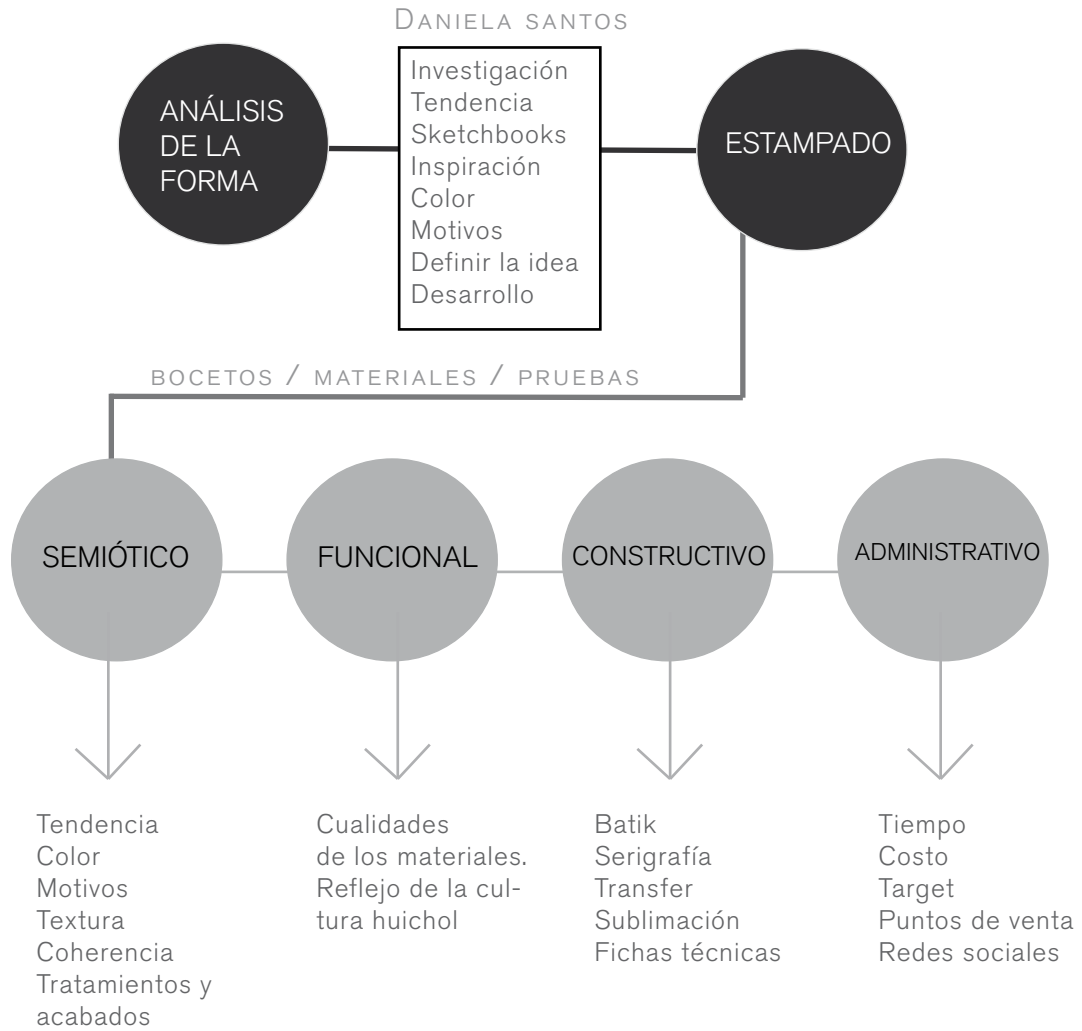 DANIELA SANTOS
ANÁLISIS
DE LA
FORMA
Investigación
Tendencia
Sketchbooks
Inspiración
Color
Motivos
Definir la idea
Desarrollo
ESTAMPADO
BOCETOS / MATERIALES / PRUEBAS
SEMIÓTICO
FUNCIONAL
CONSTRUCTIVO
ADMINISTRATIVO
Tendencia
Color
Motivos
Textura
Coherencia
Tratamientos y
acabados
Cualidades
de los materiales.
Reflejo de la cul-
tura huichol
Batik
Serigrafía
Transfer
Sublimación
Fichas técnicas
Tiempo
Costo
Target
Puntos de venta
Redes sociales